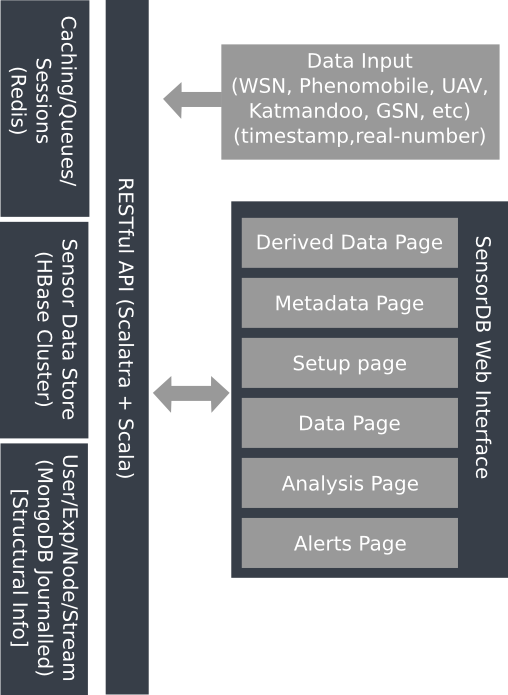 Caching/Queues/
Sessions
(Redis)
Sensor Data Store
(HBase Cluster)
User/Exp/Node/Stream
(MongoDB Journalled)
[Structural Info]
RESTful API (Scalatra + Scala)
Data Input
(WSN, Phenomobile, UAV,
Katmandoo, GSN, etc)
(timestamp,real-number)
SensorDB Web Interface
Derived Data Page
Metadata Page
Setup page
Data Page
Analysis Page
Alerts Page